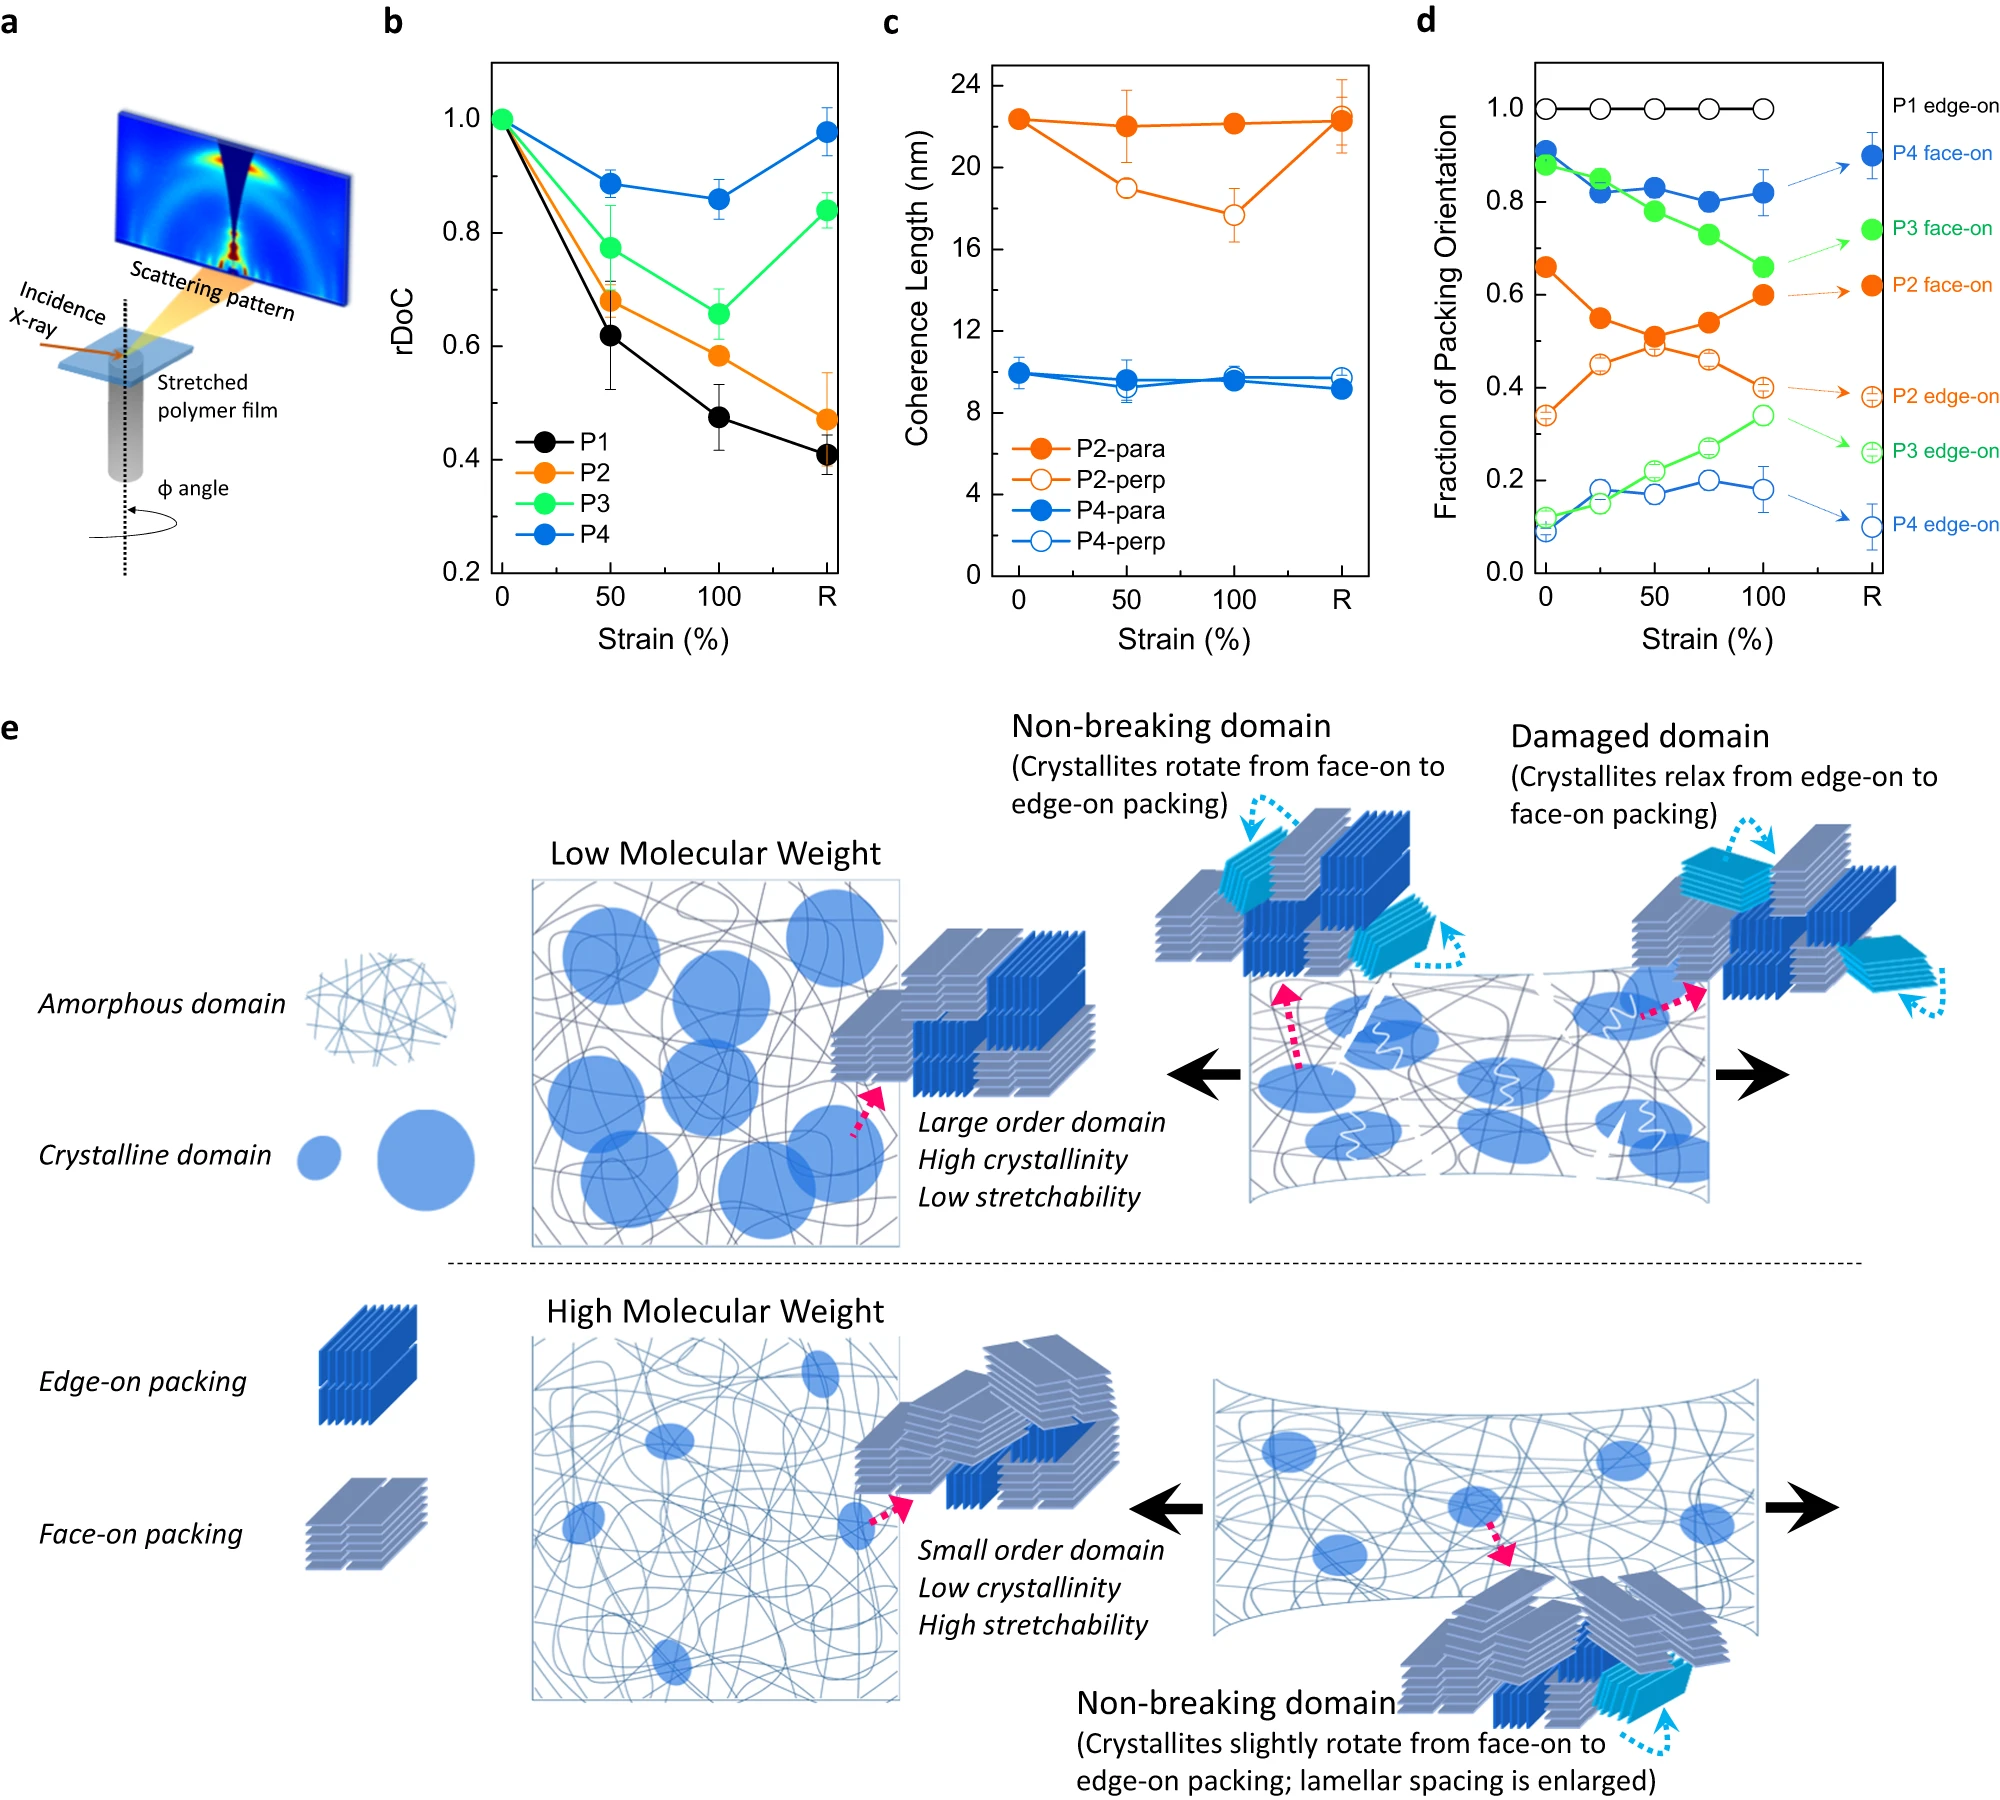 a
Scattering pattern
Incidence
X-ray
Stretched
polymer film
ϕ angle
b
rDoC
1.0
0.8
0.6
0.4
0.2
P1
P2
P3
P4
0
50
100
R
Strain (%)
c
Coherence Length (nm)
24
20
16
12
8
4
0
P2-para
P2-perp
P4-para
P4-perp
0
50
100
R
Strain (%)
d
Fraction of Packing Orientation
1.0
0.8
0.6
0.4
0.2
0.0
0
50
100
R
Strain (%)
P1 edge-on
P4 face-on
P3 face-on
P2 face-on
P2 edge-on
P3 edge-on
P4 edge-on
e
Amorphous domain
Crystalline domain
Edge-on packing
Face-on packing
Low Molecular Weight
Large order domain
High crystallinity
Low stretchability
Non-breaking domain
(Crystallites rotate from face-on to
edge-on packing)
Damaged domain
(Crystallites relax from edge-on to
face-on packing)
High Molecular Weight
Small order domain
Low crystallinity
High stretchability
Non-breaking domain
(Crystallites slightly rotate from face-on to
edge-on packing; lamellar spacing is enlarged)